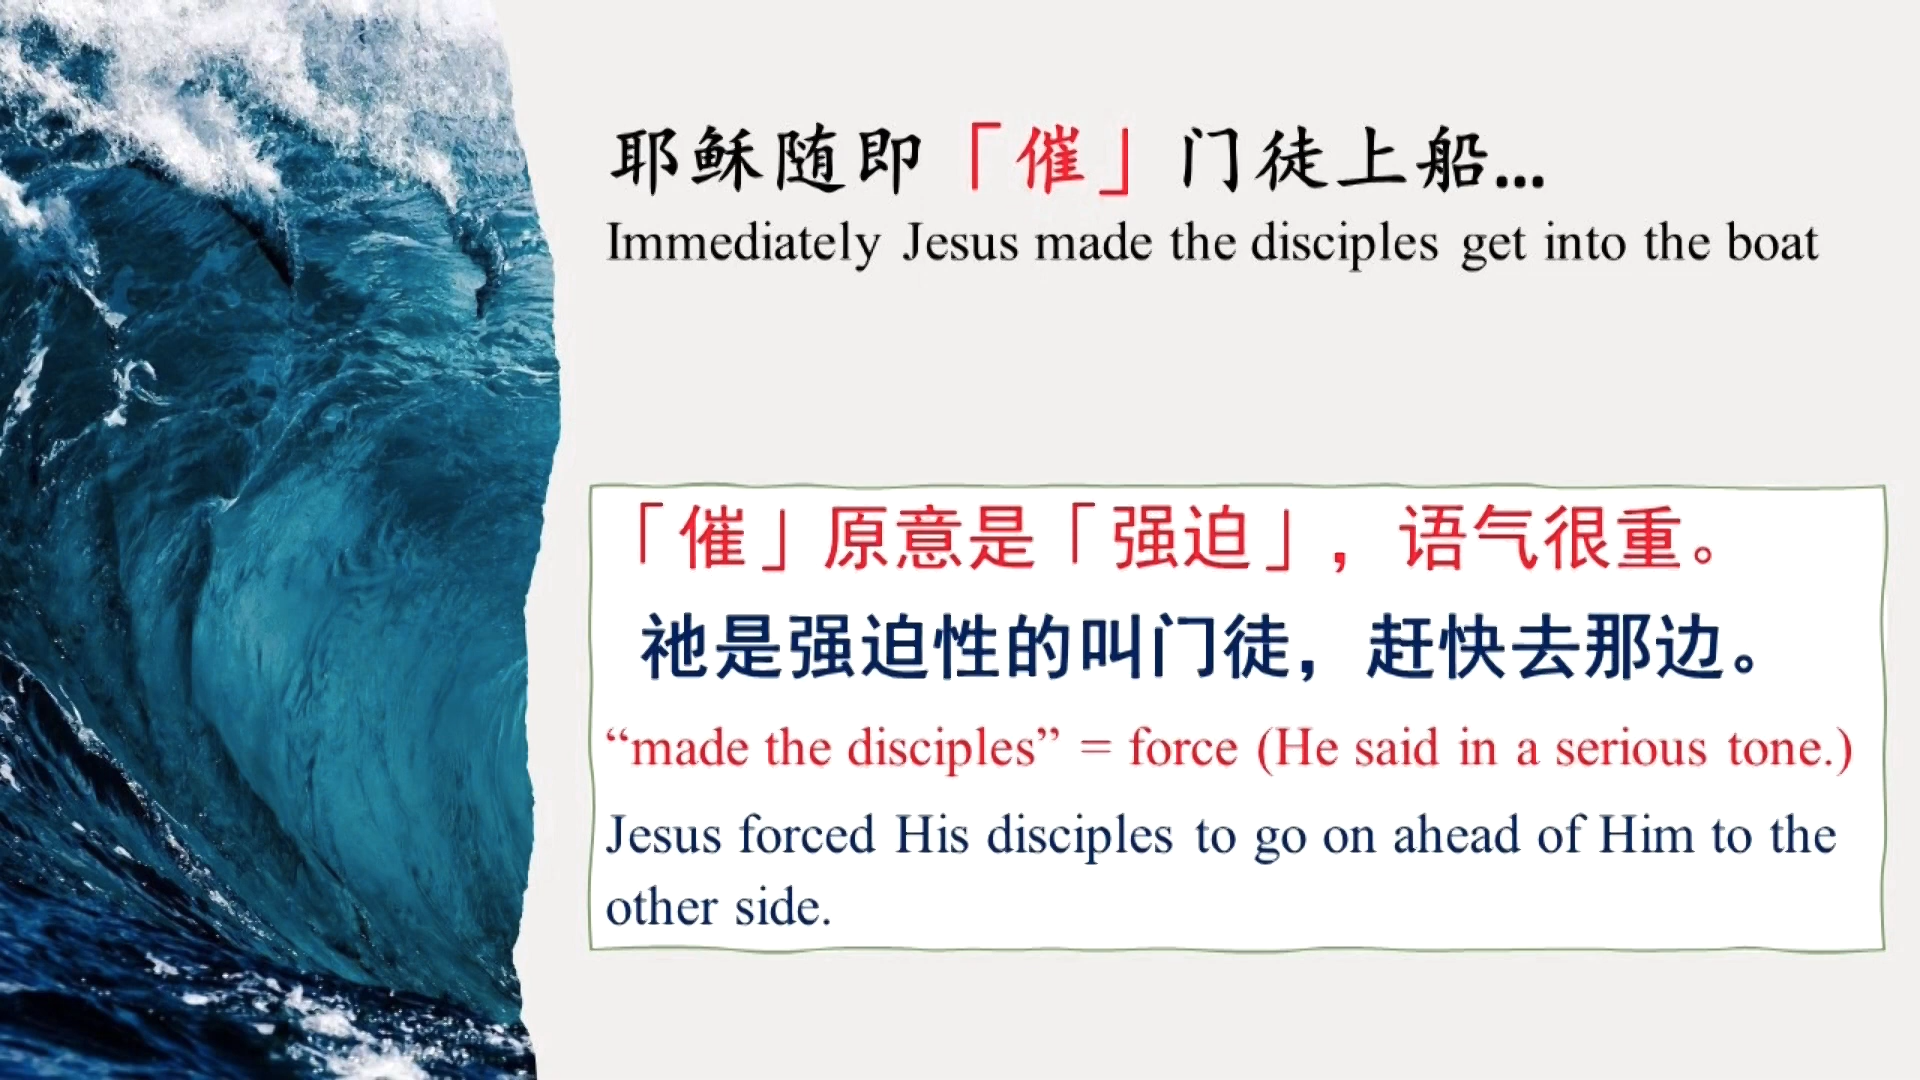 耶稣随即「催」门徒上船...
Immediately Jesus made the disciples get into the boat
「催」原意是「强迫」，语气很重。
祂是强迫性的叫门徒，赶快去那边。
“made the disciples” = force (He said in a serious tone.)
Jesus forced His disciples to go on ahead of Him to the
other side.